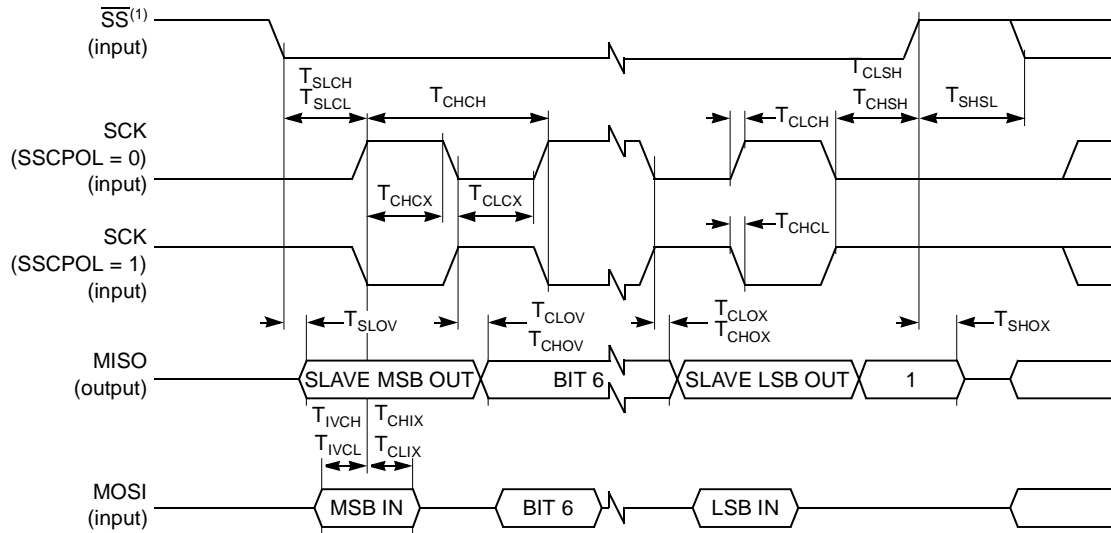 SS(1)
(input)
TSLCH
TSLCL
TCHCH
TCLCH
TCLSH
TCHSH
TSHSL
SCK
(SSCPOL = 0)
(input)
TCHCX
TCLCX
TCHCL
SCK
(SSCPOL = 1)
(input)
TSLOV
TCLOV
TCHOV
TCLOX
TCHOX
TSHOX
MISO
(output)
SLAVE MSB OUT
BIT 6
SLAVE LSB OUT
1
TIVCH
TIVCL
TCHIX
TCLIX
MOSI
(input)
MSB IN
BIT 6
LSB IN